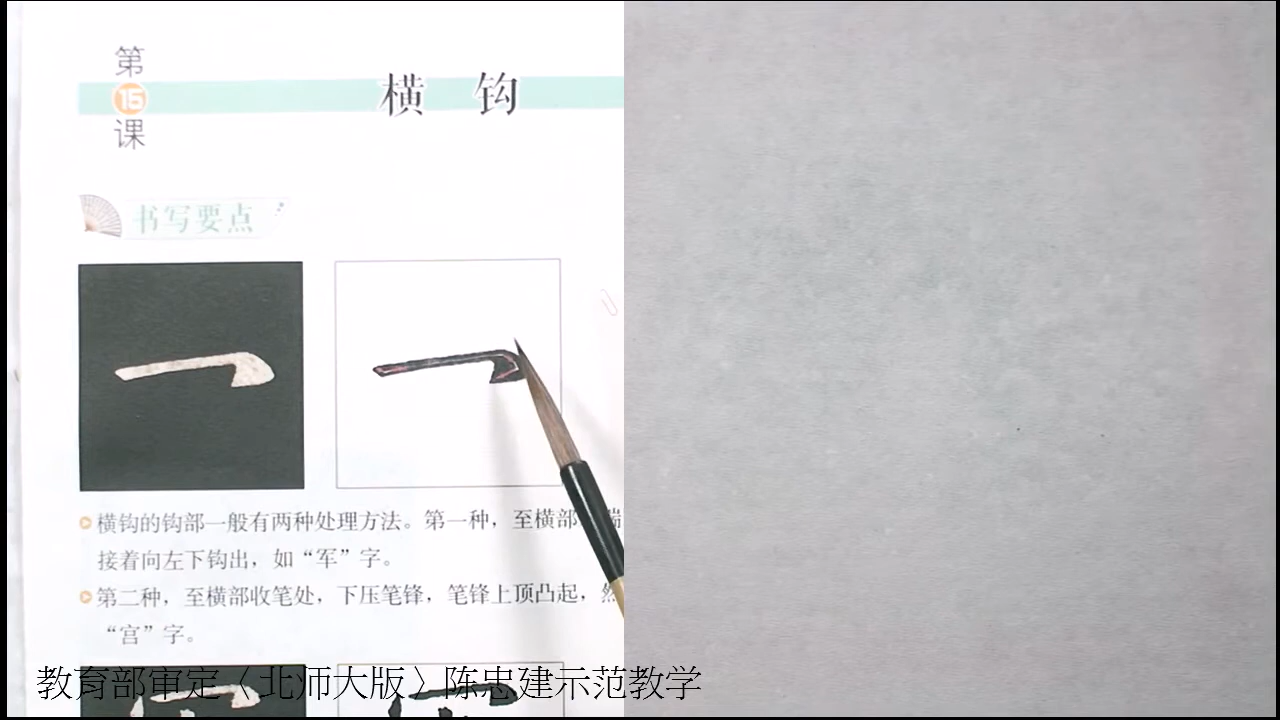 第
15
课
横 钩
书写要点
横钩的钩部一般有两种处理方法。第一种，至横部
接着向左下钩出，如“军”字。
第二种，至横部收笔处，下压笔锋，笔锋上顶凸起，然
“宫”字。
教育部审定〈北师大版〉陈忠建示范教学